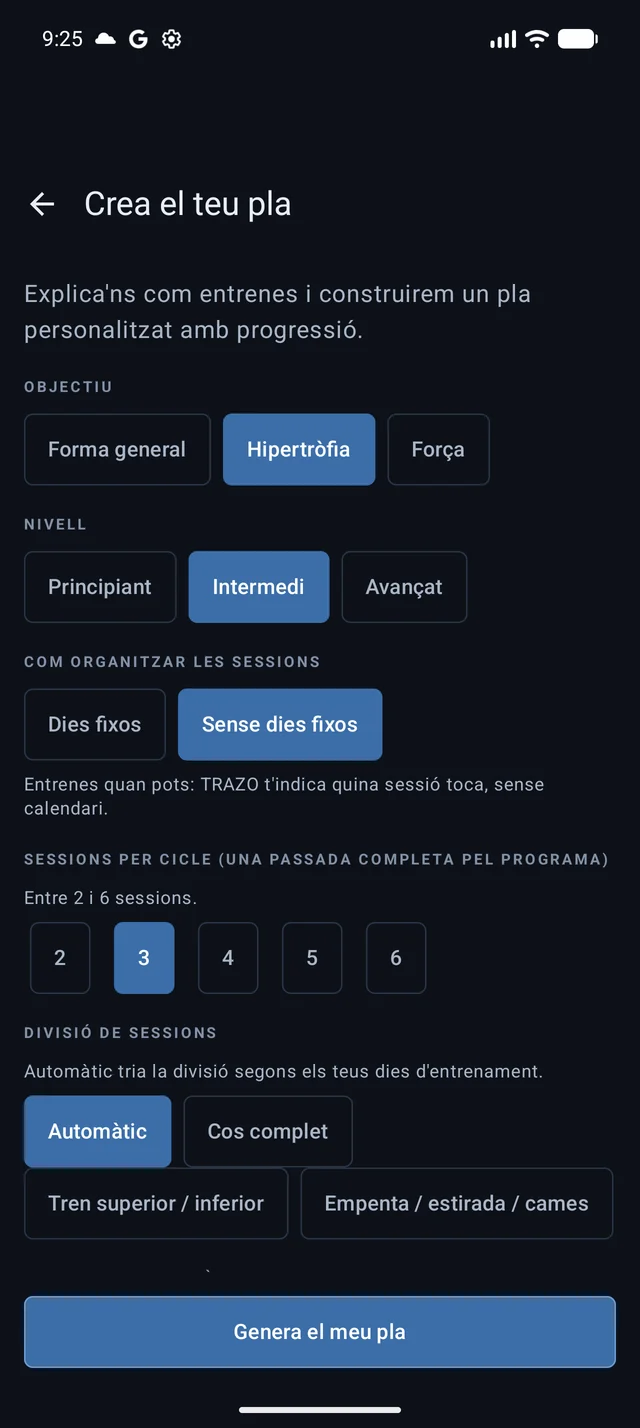 9:25
Crea el teu pla
Explica'ns com entrenes i construirem un pla
personalitzat amb progressió.
OBJECTIU
Forma general
Hipertròfia
Força
NIVELL
Principiant
Intermedi
Avançat
COM ORGANITZAR LES SESSIONS
Dies fixos
Sense dies fixos
Entrenes quan pots: TRAZO t'indica quina sessió toca, sense
calendari.
SESSIONS PER CICLE (UNA PASSADA COMPLETA PEL PROGRAMA)
Entre 2 i 6 sessions.
2
3
4
5
6
DIVISIÓ DE SESSIONS
Automàtic tria la divisió segons els teus dies d'entrenament.
Automàtic
Cos complet
Tren superior / inferior
Empenta / estirada / cames
Genera el meu pla